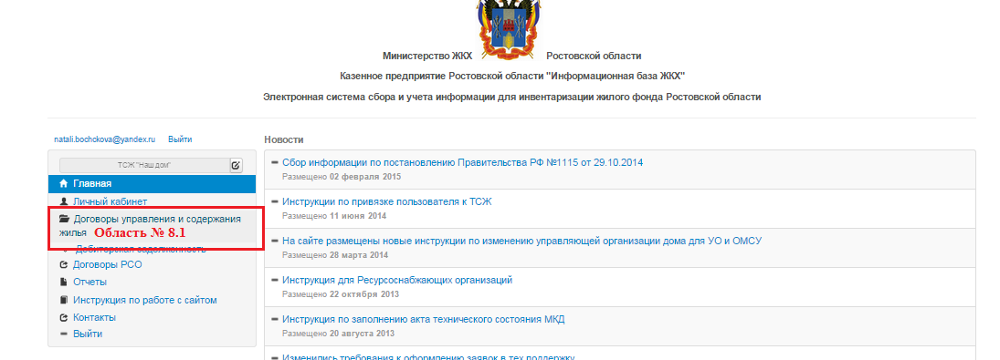 Министерство ЖКХ Ростовской области
Казенное предприятие Ростовской области "Информационная база ЖКХ"
Электронная система сбора и учета информации для инвентаризации жилого фонда Ростовской области
natali.bochckova@yandex.ru Выйти
ТСЖ "Наш дом"
Главная
Личный кабинет
Договоры управления и содержания
жилья Область № 8.1
Дебиторская задолженность
Договоры РСО
Отчеты
Инструкция по работе с сайтом
Контакты
Выйти
Новости
Сбор информации по постановлению Правительства РФ №1115 от 29.10.2014
Размещено 02 февраля 2015
Инструкции по привязке пользователя к ТСЖ
Размещено 11 июня 2014
На сайте размещены новые инструкции по изменению управляющей организации дома для УО и ОМСУ
Размещено 28 марта 2014
Инструкция для Ресурсоснабжающих организаций
Размещено 22 октября 2013
Инструкция по заполнению акта технического состояния МКД
Размещено 20 августа 2013
Изменились требования к оформлению заявок в тех поддержку